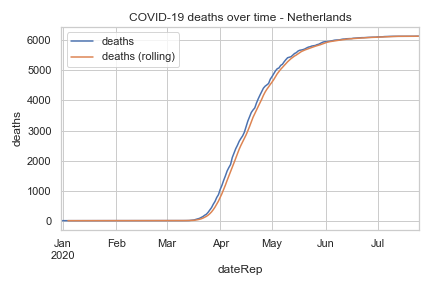 COVID-19 deaths over time - Netherlands
deaths
deaths (rolling)
6000
5000
4000
3000
2000
1000
0
deaths
Jan Feb Mar Apr May Jun Jul
2020
dateRep